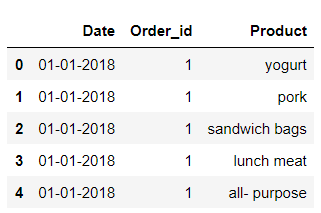 Date Order_id Product
0 01-01-2018 1 yogurt
1 01-01-2018 1 pork
2 01-01-2018 1 sandwich bags
3 01-01-2018 1 lunch meat
4 01-01-2018 1 all- purpose